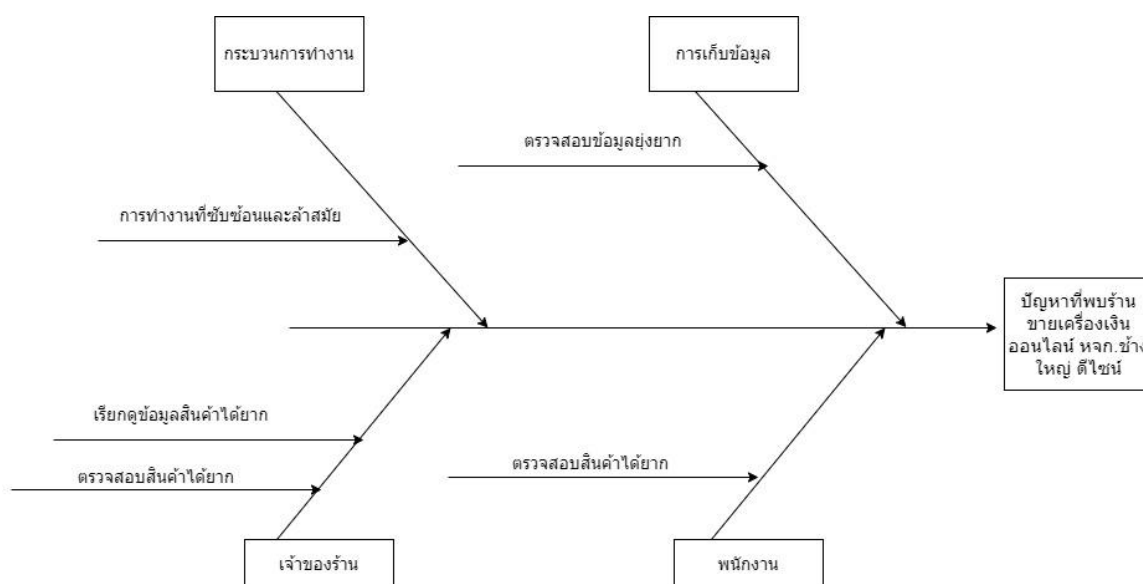 กระบวนการทำงาน
การเก็บข้อมูล
ตรวจสอบข้อมูลยุ่งยาก
การทำงานที่ซับซ้อนและล้าสมัย
ปัญหาที่พบร้าน
ขายเครื่องเงิน
ออนไลน์ หจก.ช้าง
ใหญ่ ดีไซน์
เรียกดูข้อมูลสินค้าได้ยาก
ตรวจสอบสินค้าได้ยาก
ตรวจสอบสินค้าได้ยาก
เจ้าของร้าน
พนักงาน